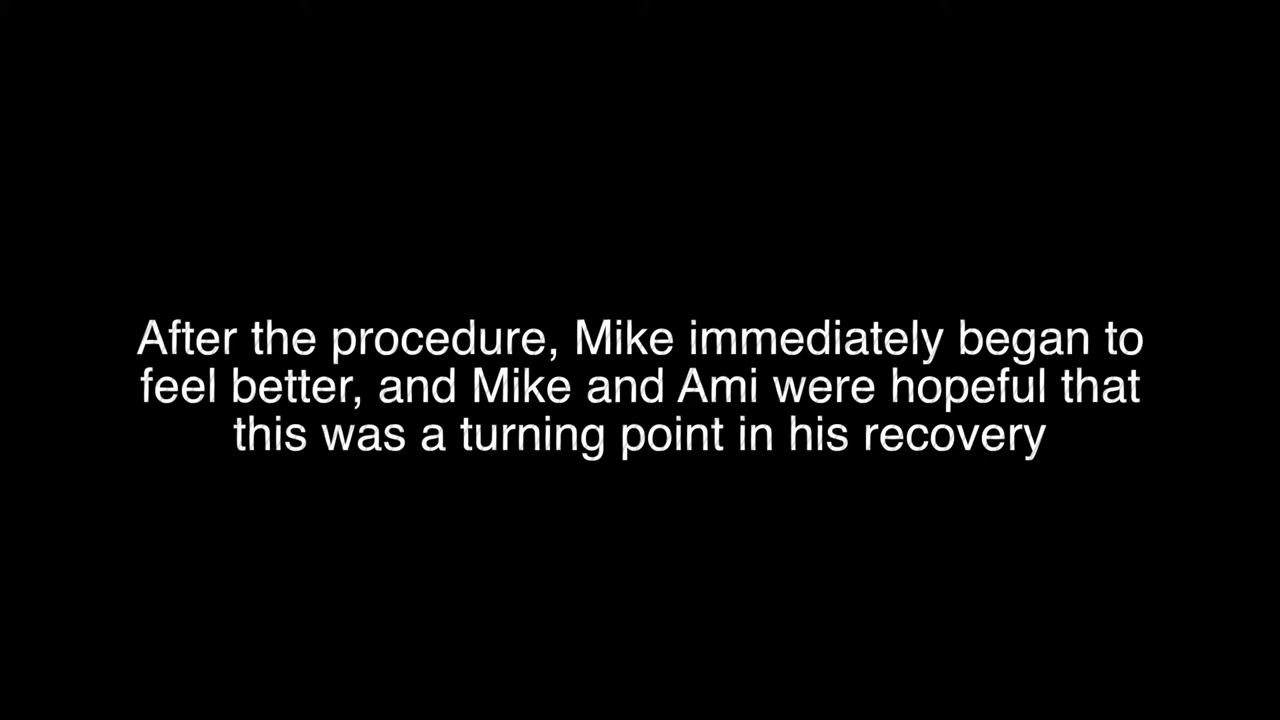 After the procedure, Mike immediately began to
feel better, and Mike and Ami were hopeful that
this was a turning point in his recovery